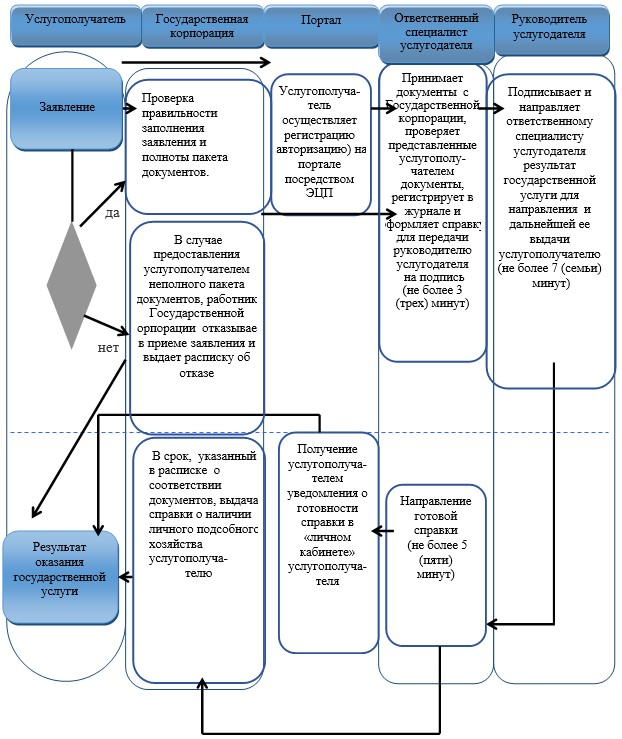 Услугополучатель
Государственная
корпорация
Портал
Ответственный
специалист
услугодателя
Руководитель
услугодателя
Заявление
да
нет
Проверка
правильности
заполнения
заявления и
полноты пакета
документов.
Услугополуча-
тель
осуществляет
регистрацию
авторизацию) на
портале
посредством
ЭЦП
Принимает
документы с
Государственной
корпорации,
проверяет
представленные
услугополу-
чателем
документы,
регистрирует в
журнале и
формляет справку
для передачи
руководителю
услугодателя
на подпись
(не более 3
(трех) минут)
Подписывает и
направляет
ответственному
специалисту
услугодателя
результат
государственной
услуги для
направления и
дальнейшей ее
выдачи
услугополучателю
(не более 7 (семьи)
минут)
В случае
предоставления
услугополучателем
неполного пакета
документов, работник
Государственной
орпорации отказывае
в приеме заявления и
выдает расписку об
отказе
В срок, указанный
в расписке о
соответствии
документов, выдача
справки о наличии
личного подсобного
хозяйства
услугополуча-
телю
Получение
услугополуча-
телем
уведомления о
готовности
справки в
«личном
кабинете»
услугополуча-
теля
Направление
готовой
справки
(не более 5
(пяти)
минут)
Результат
оказания
государственной
услуги